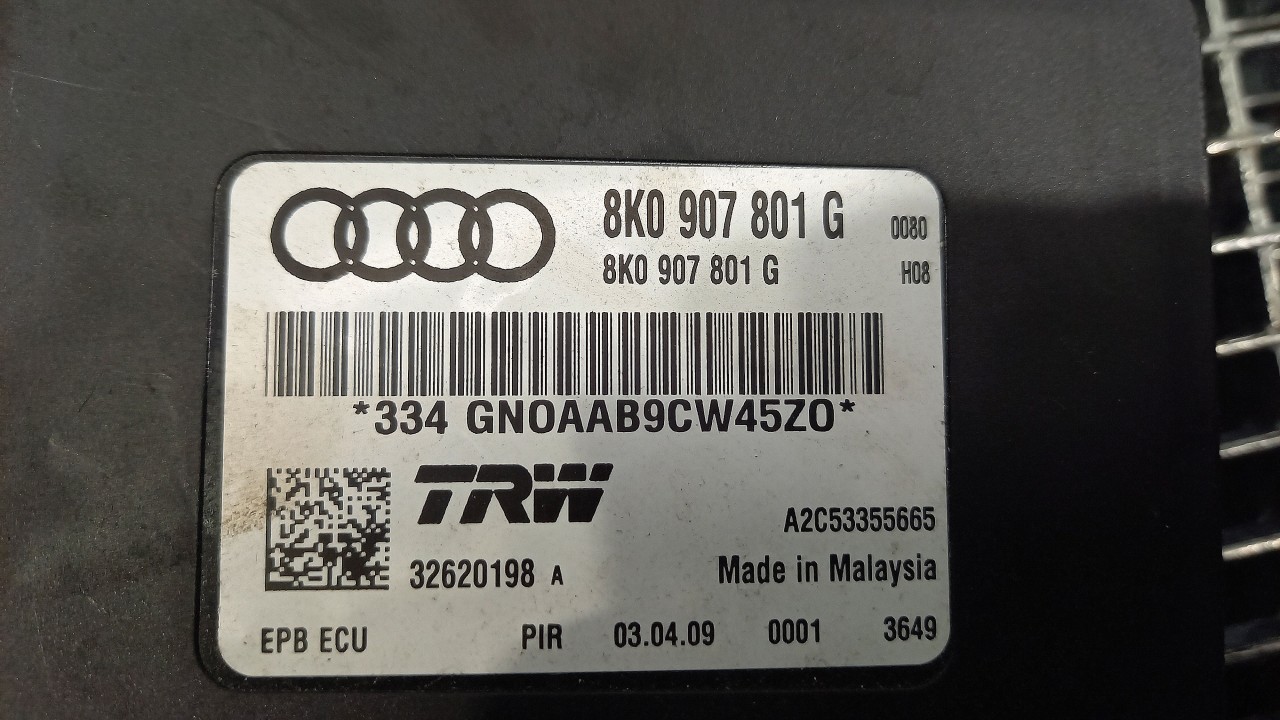 8K0 907 801 G 0080
8K0 907 801 G H08
*334 GN0AAB9CW45Z0*
TRW
A2C53355665
32620198 A Made in Malaysia
EPB ECU PIR 03.04.09 0001 3649